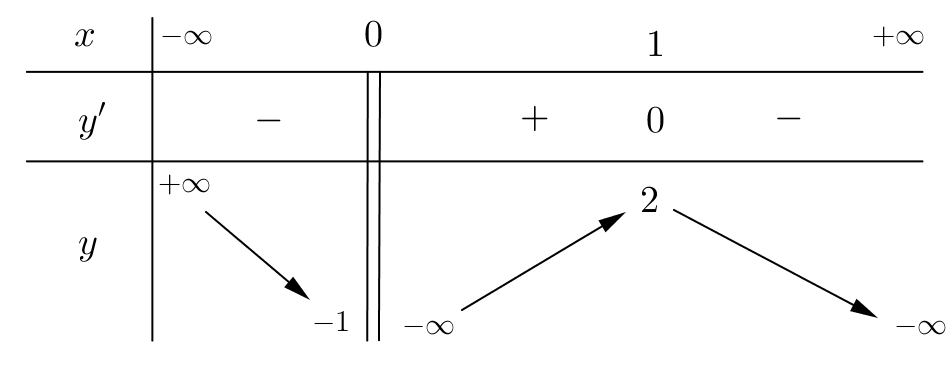 x −∞ 0 1 +∞
y′ − + 0 −
+∞ 2
y
−1 −∞ −∞